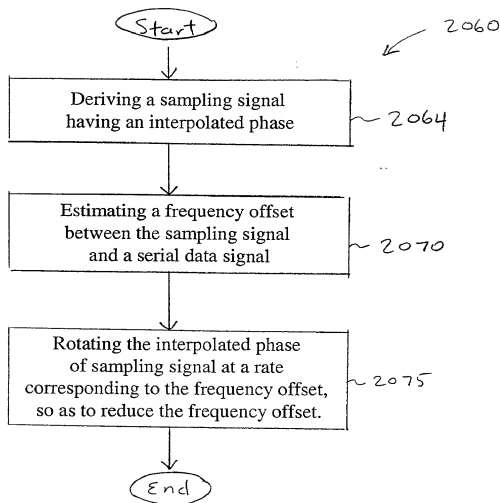 Start
2060
Deriving a sampling signal
having an interpolated phase
2064
Estimating a frequency offset
between the sampling signal
and a serial data signal
2070
Rotating the interpolated phase
of sampling signal at a rate
corresponding to the frequency offset,
so as to reduce the frequency offset.
2075
End